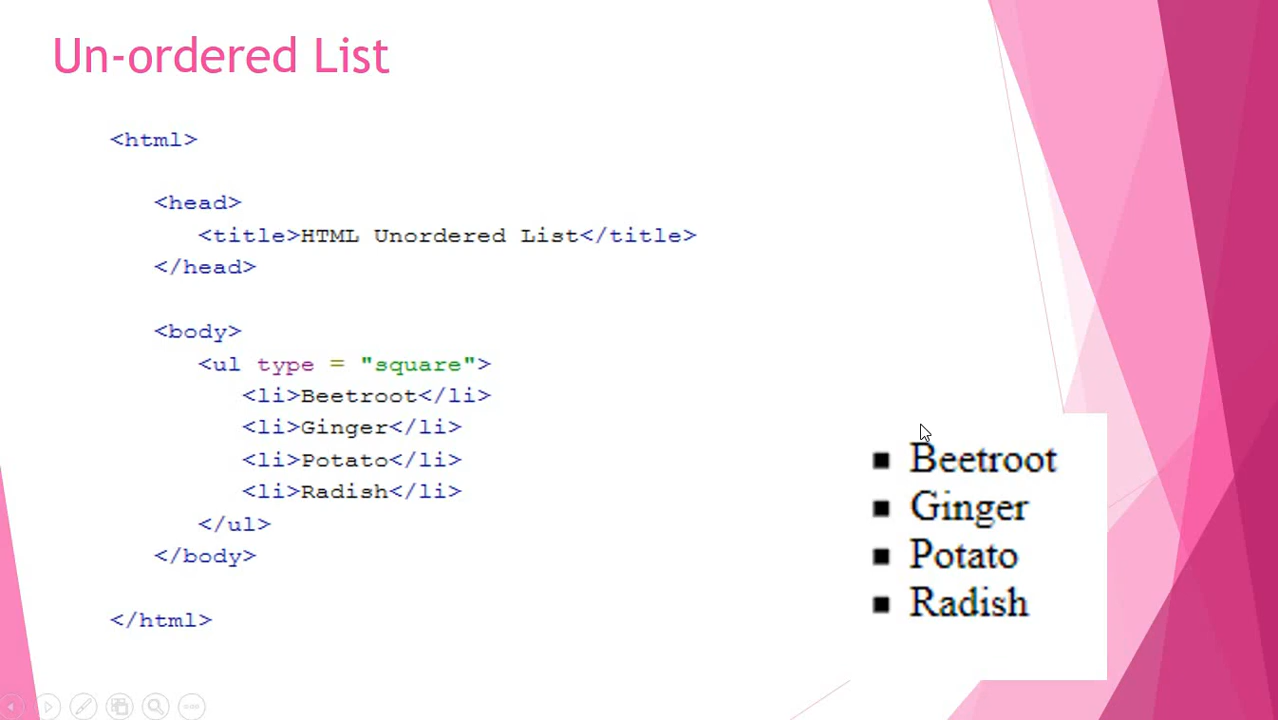 Un-ordered List
<html>
<head>
<title>HTML Unordered List</title>
</head>
<body>
<ul type = "square">
<li>Beetroot</li>
<li>Ginger</li>
<li>Potato</li>
<li>Radish</li>
</ul>
</body>
</html>
Beetroot
Ginger
Potato
Radish